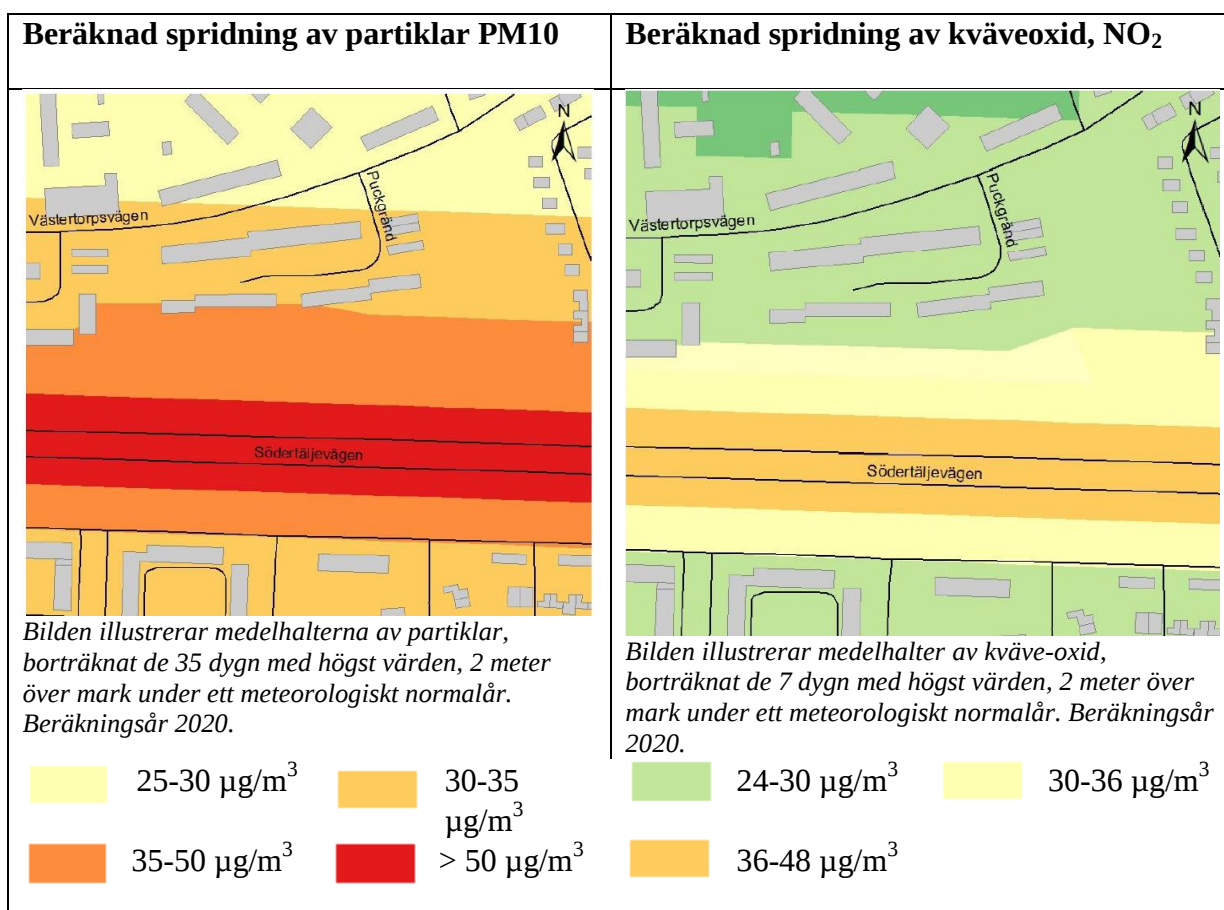 Beräknad spridning av partiklar PM10
N
Västertorpsvägen
Puckgränd
Södertäljevägen
Bilden illustrerar medelhalterna av partiklar,
borträknat de 35 dygn med högst värden, 2 meter
över mark under ett meteorologiskt normalår.
Beräkningsår 2020.
25-30 µg/m³
30-35
µg/m³
35-50 µg/m³
> 50 µg/m³
Beräknad spridning av kväveoxid, NO₂
N
Västertorpsvägen
Puckgränd
Södertäljevägen
Bilden illustrerar medelhalter av kväve-oxid,
borträknat de 7 dygn med högst värden, 2 meter över
mark under ett meteorologiskt normalår. Beräkningsår
2020.
24-30 µg/m³
30-36 µg/m³
36-48 µg/m³